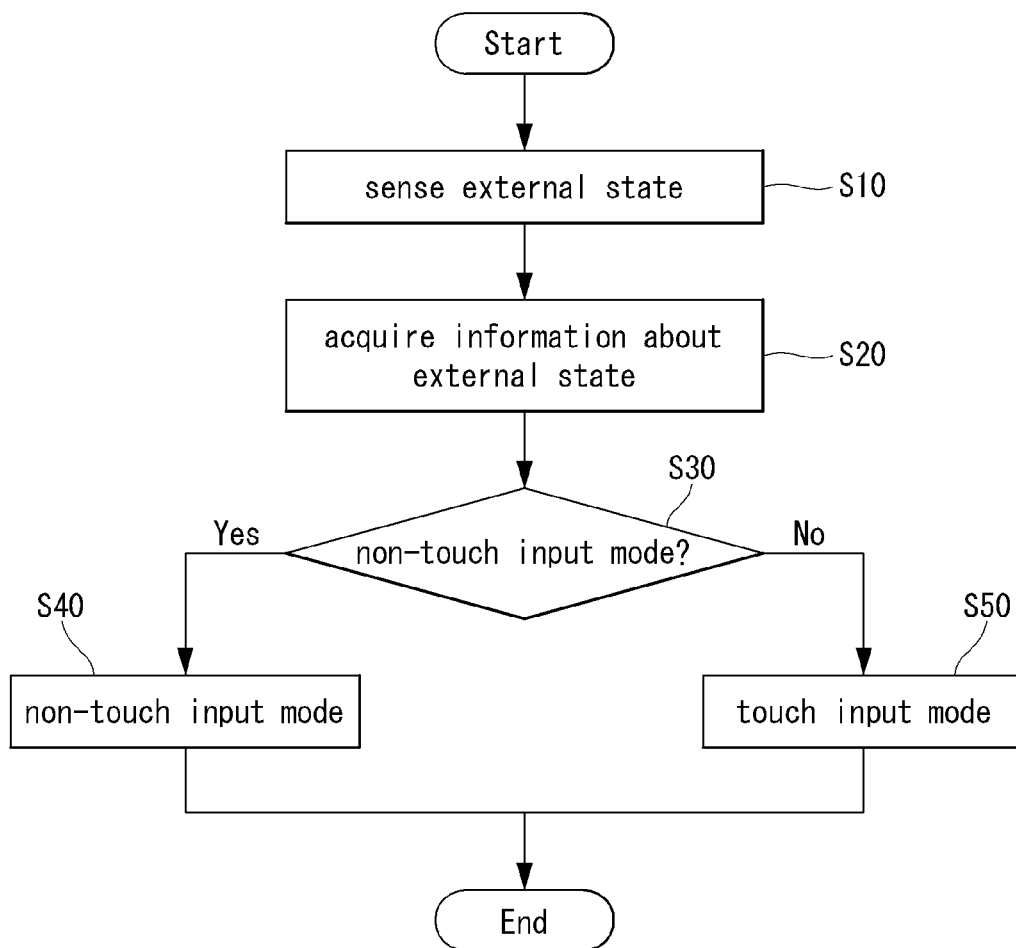 Start
sense external state
S10
acquire information about
external state
S20
S30
Yes
non-touch input mode?
No
S40
S50
non-touch input mode
touch input mode
End